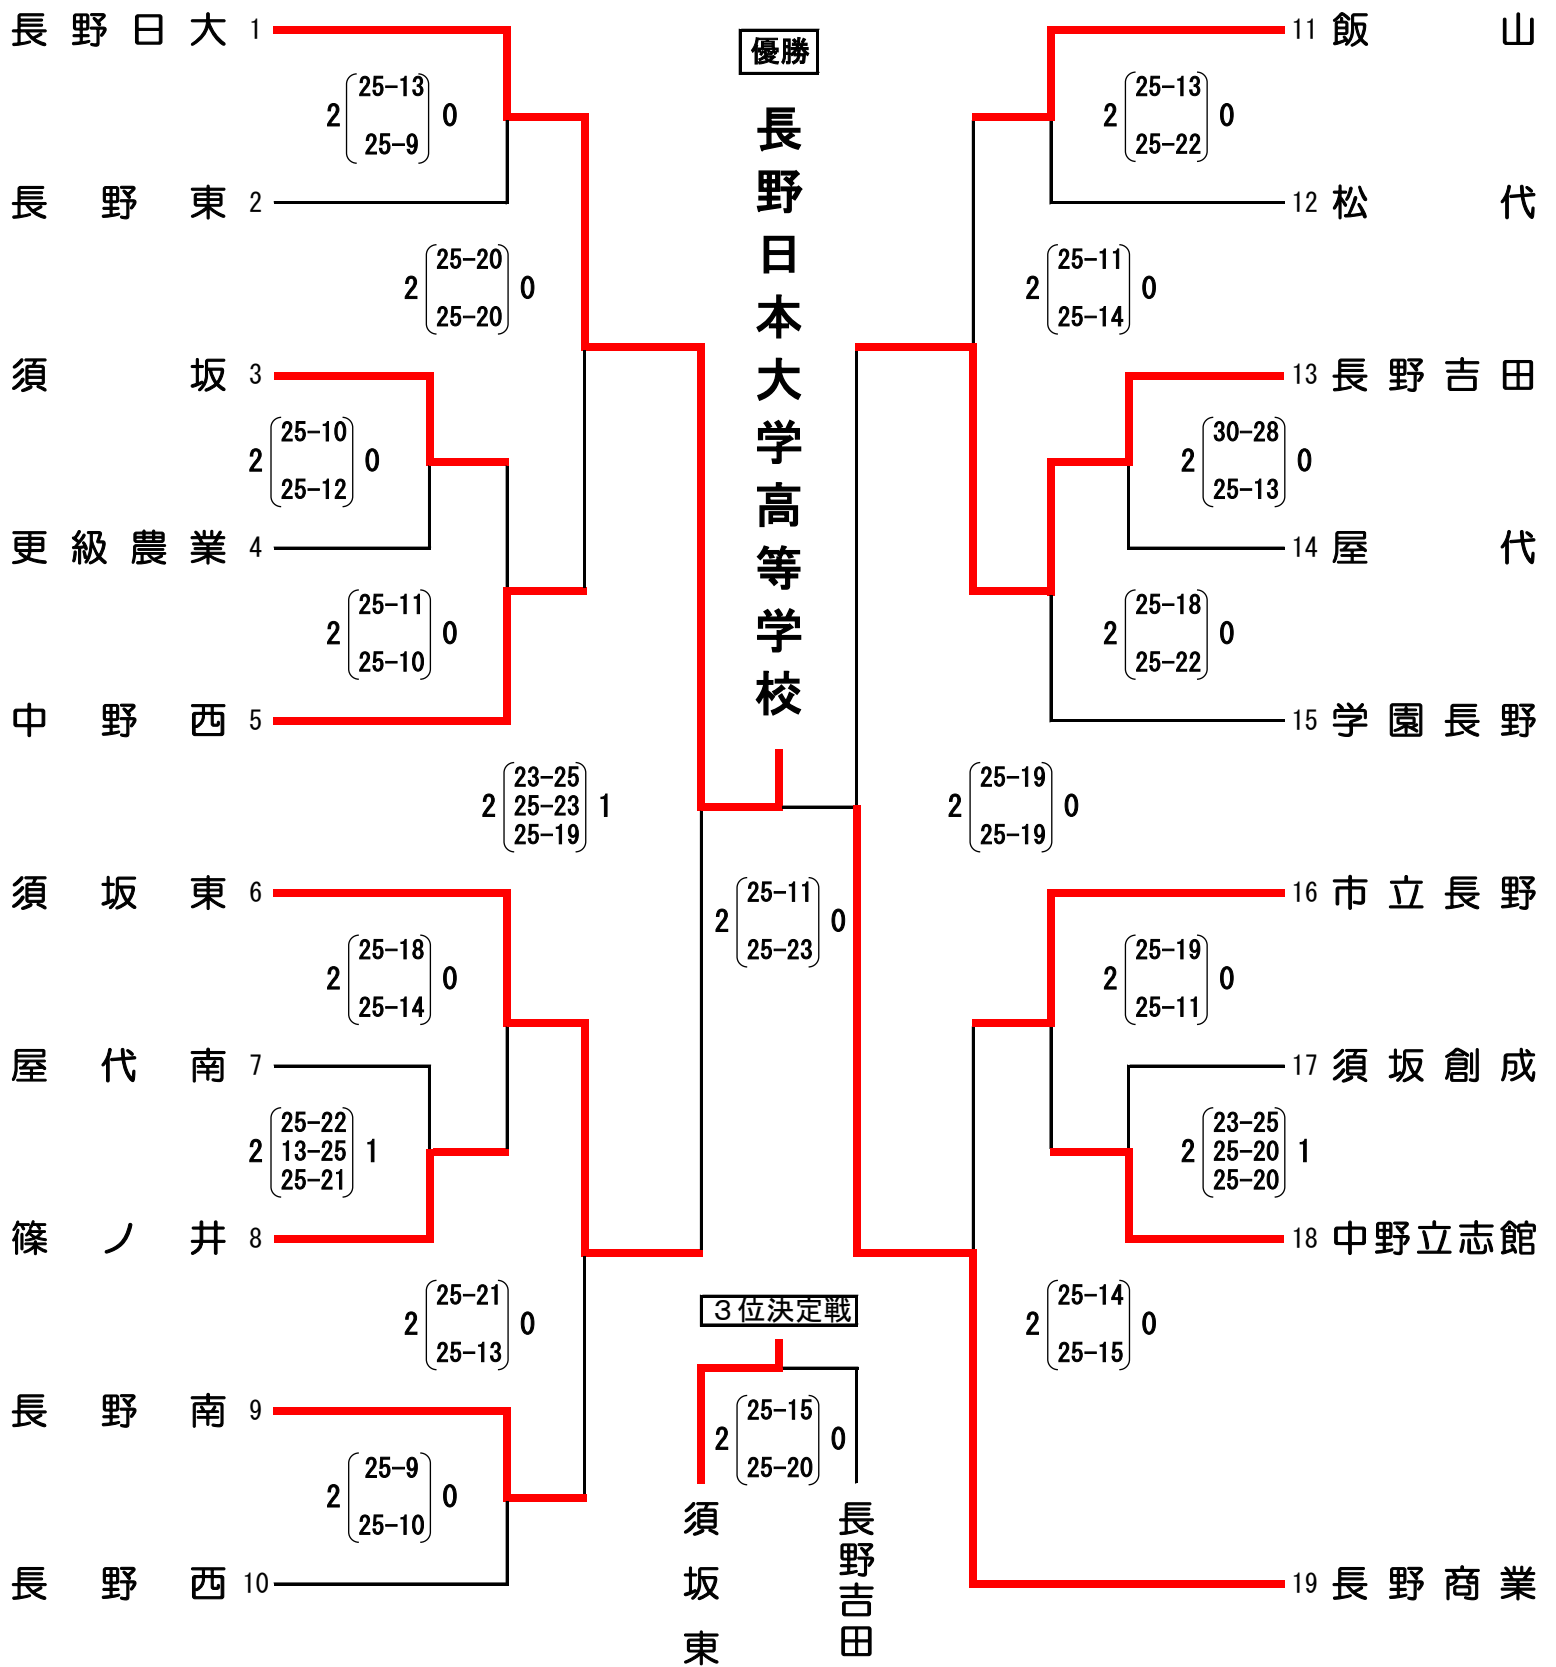 長野日大 1
2 25-13 0
25-9
長野東 2
2 25-20 0
25-20
須坂 3
2 25-10 0
25-12
更級農業 4
2 25-11 0
25-10
中野西 5
2 23-25 1
25-23
25-19
須坂東 6
2 25-18 0
25-14
屋代南 7
2 25-22 1
13-25
25-21
篠ノ井 8
2 25-21 0
25-13
長野南 9
2 25-9 0
25-10
長野西 10
優勝
長野日本大学高等学校
2 25-11 0
25-23
3位決定戦
2 25-15 0
25-20
須坂東
長野吉田
11 飯山
2 25-13 0
25-22
12 松代
2 25-11 0
25-14
13 長野吉田
2 30-28 0
25-13
14 屋代
2 25-18 0
25-22
15 学園長野
2 25-19 0
25-19
16 市立長野
2 25-19 0
25-11
17 須坂創成
2 23-25 1
25-20
25-20
18 中野立志館
2 25-14 0
25-15
19 長野商業